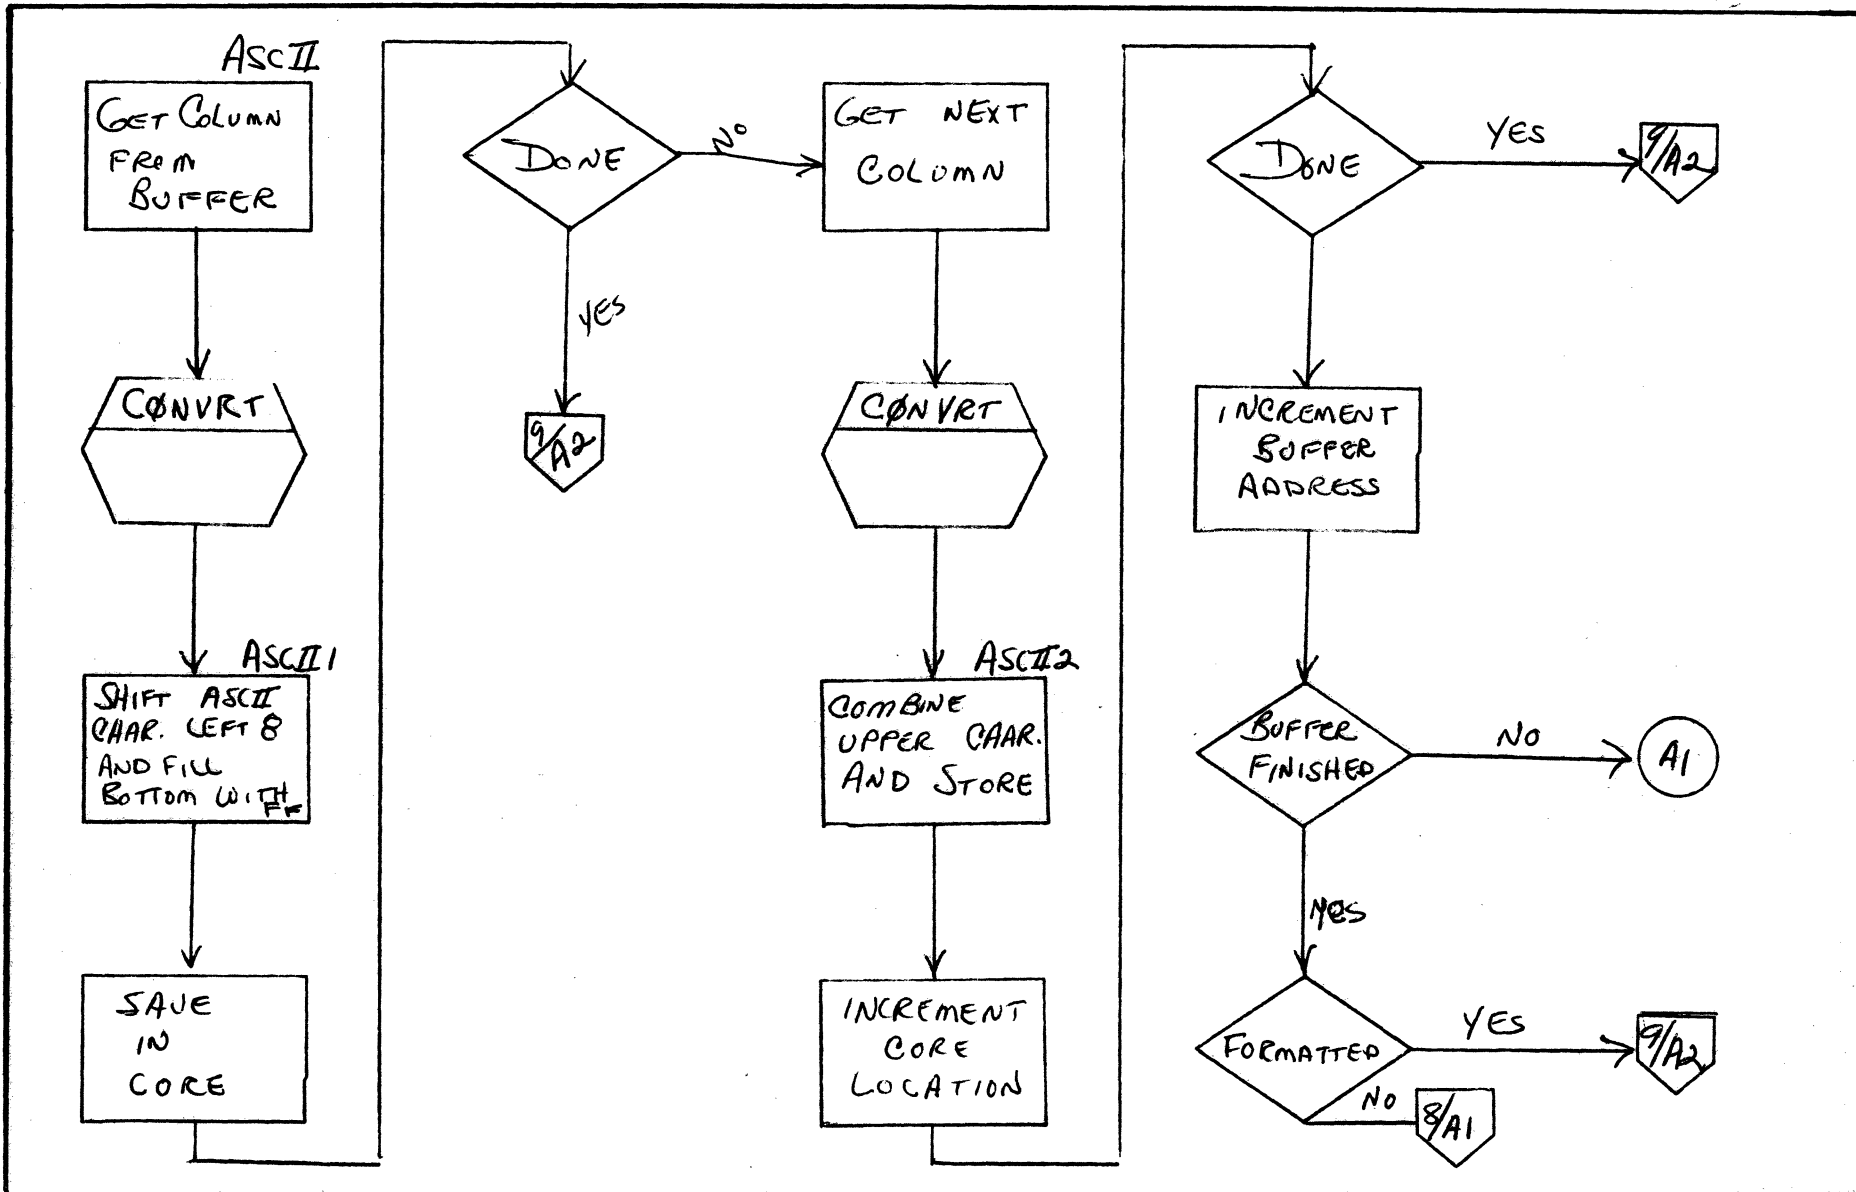 ASCII
GET COLUMN
FROM
BUFFER
CØNVRT
ASCII1
SHIFT ASCII
CHAR. LEFT 8
AND FILL
BOTTOM WITH
FF
SAVE
IN
CORE
DONE
NO
YES
9/A2
GET NEXT
COLUMN
CØNVRT
ASCII2
COMBINE
UPPER CHAR.
AND STORE
INCREMENT
CORE
LOCATION
DONE
YES
9/A2
INCREMENT
BUFFER
ADDRESS
BUFFER
FINISHED
NO
A1
YES
FORMATTED
YES
9/A2
NO
8/A1